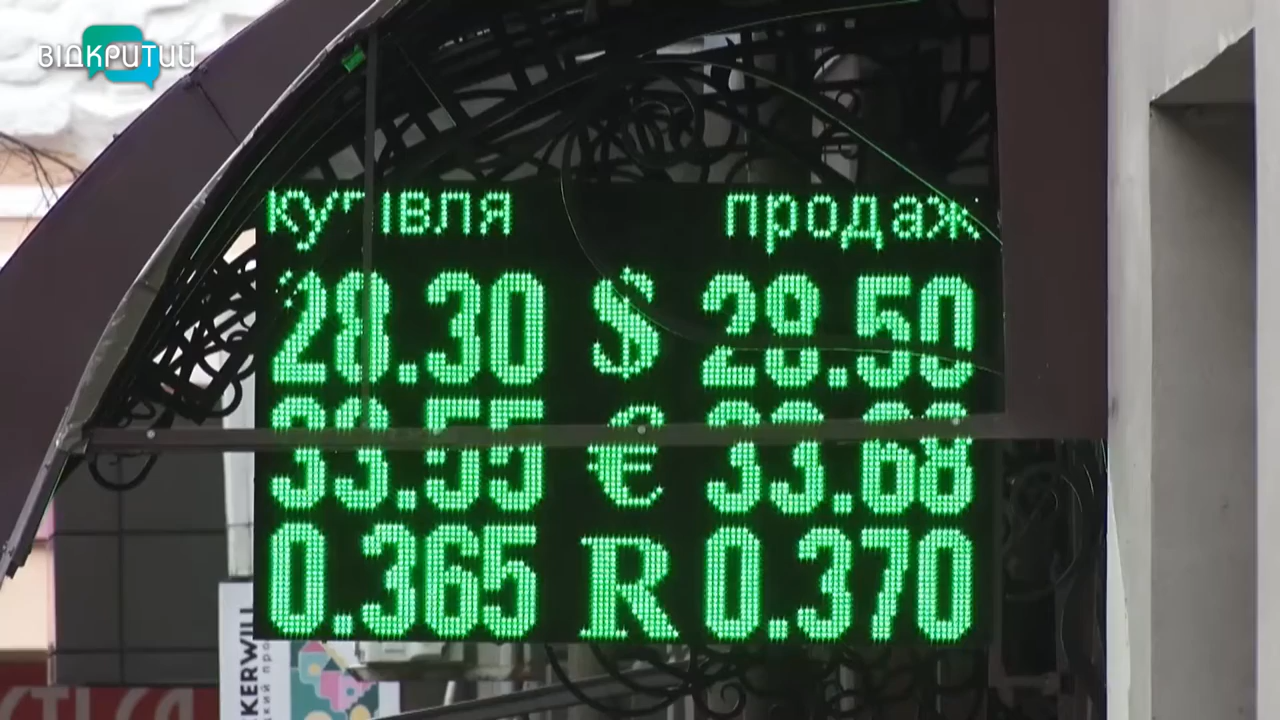 ВІДКРИТИЙ
купівля продаж
28.30 $ 28.50
33.55 € 33.68
0.365 R 0.370